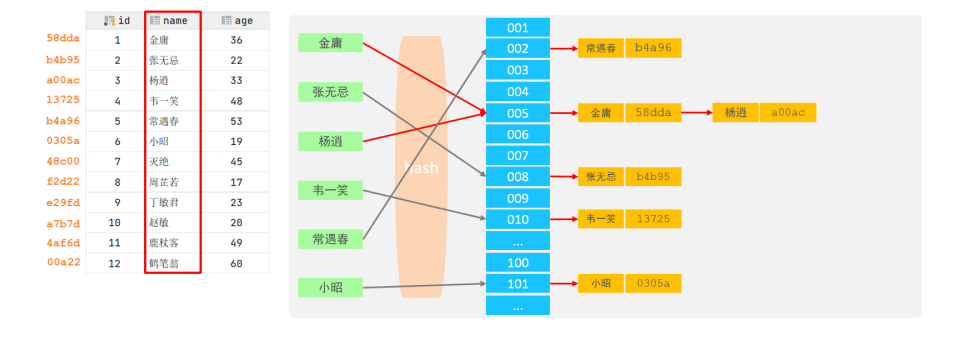 id name age
58dda 1 金庸 36
b4b95 2 张无忌 22
a00ac 3 杨逍 33
13725 4 韦一笑 48
b4a96 5 常遇春 53
0305a 6 小昭 19
48c00 7 灭绝 45
f2d22 8 周芷若 17
e29fd 9 丁敏君 23
a7b7d 10 赵敏 20
4af6d 11 鹿杖客 49
00a22 12 鹤笔翁 60
金庸
张无忌
杨逍
韦一笑
常遇春
小昭
hash
001
002 常遇春 b4a96
003
004
005 金庸 58dda 杨逍 a00ac
006
007
008 张无忌 b4b95
009
010 韦一笑 13725
...
100
101 小昭 0305a
...